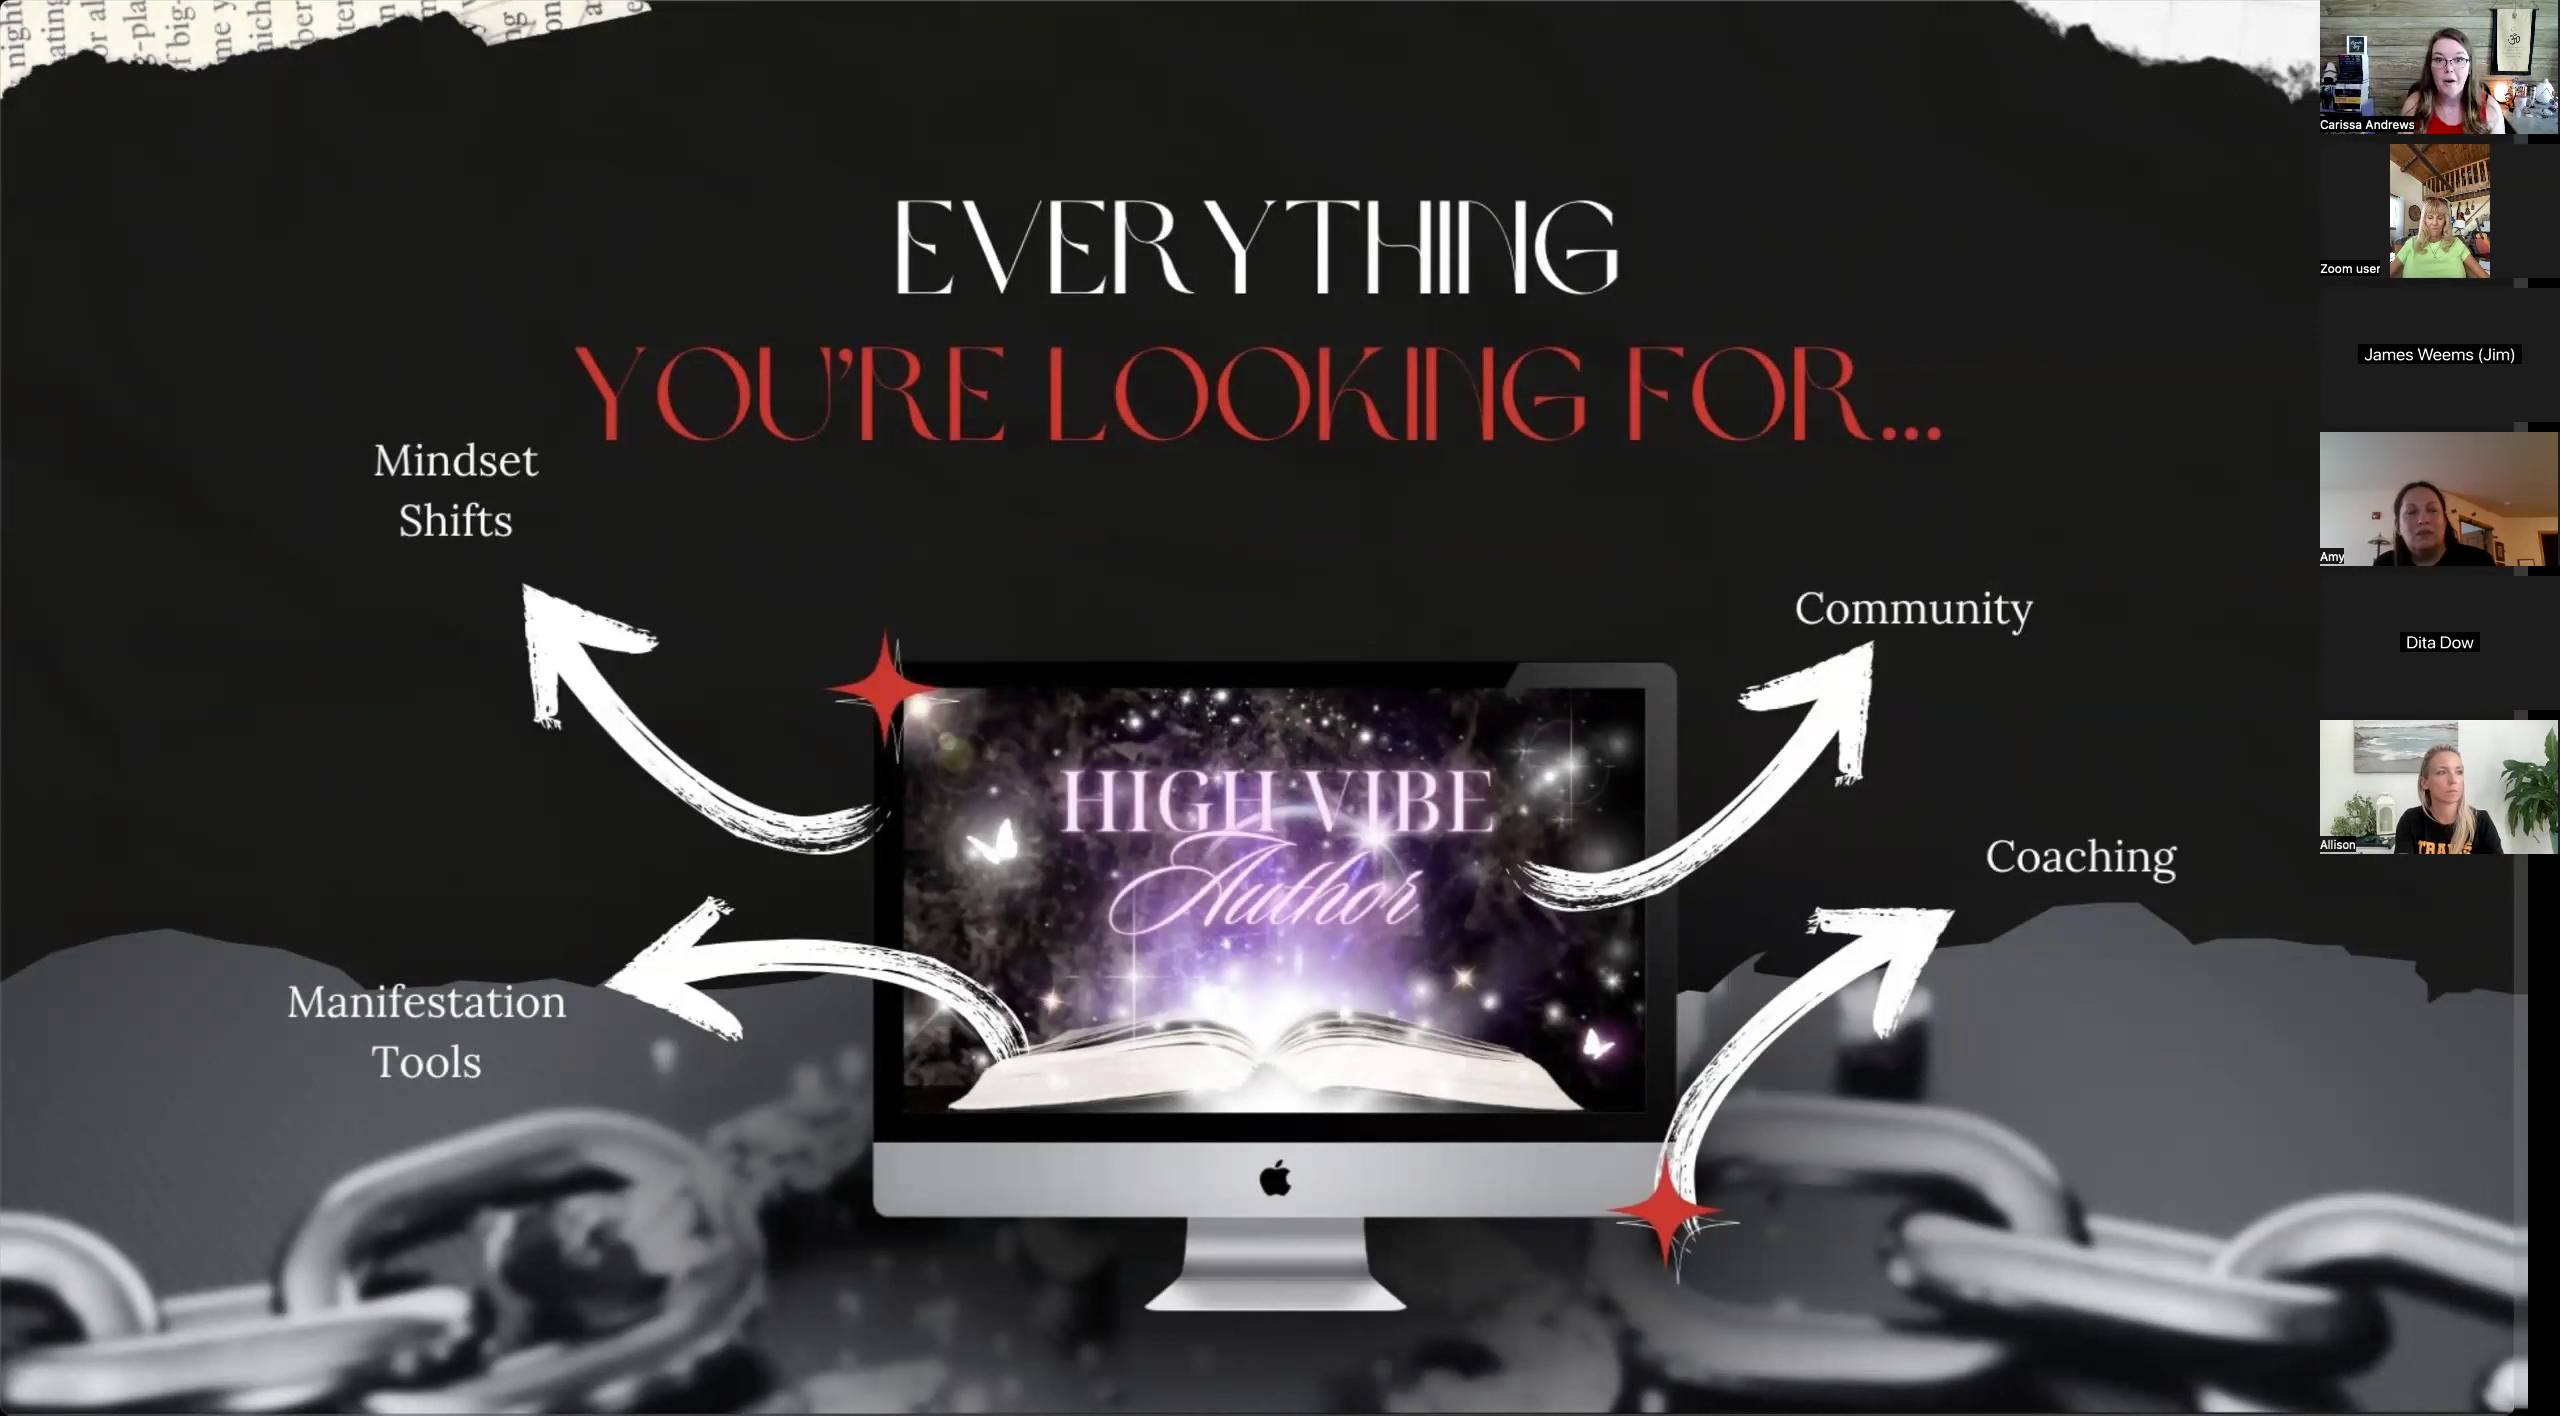 EVERYTHING
YOU'RE LOOKING FOR...
Mindset
Shifts
Community
HIGH VIBE
Author
Coaching
Manifestation
Tools
Carissa Andrews
Zoom user
James Weems (Jim)
Amy
Dita Dow
Allison